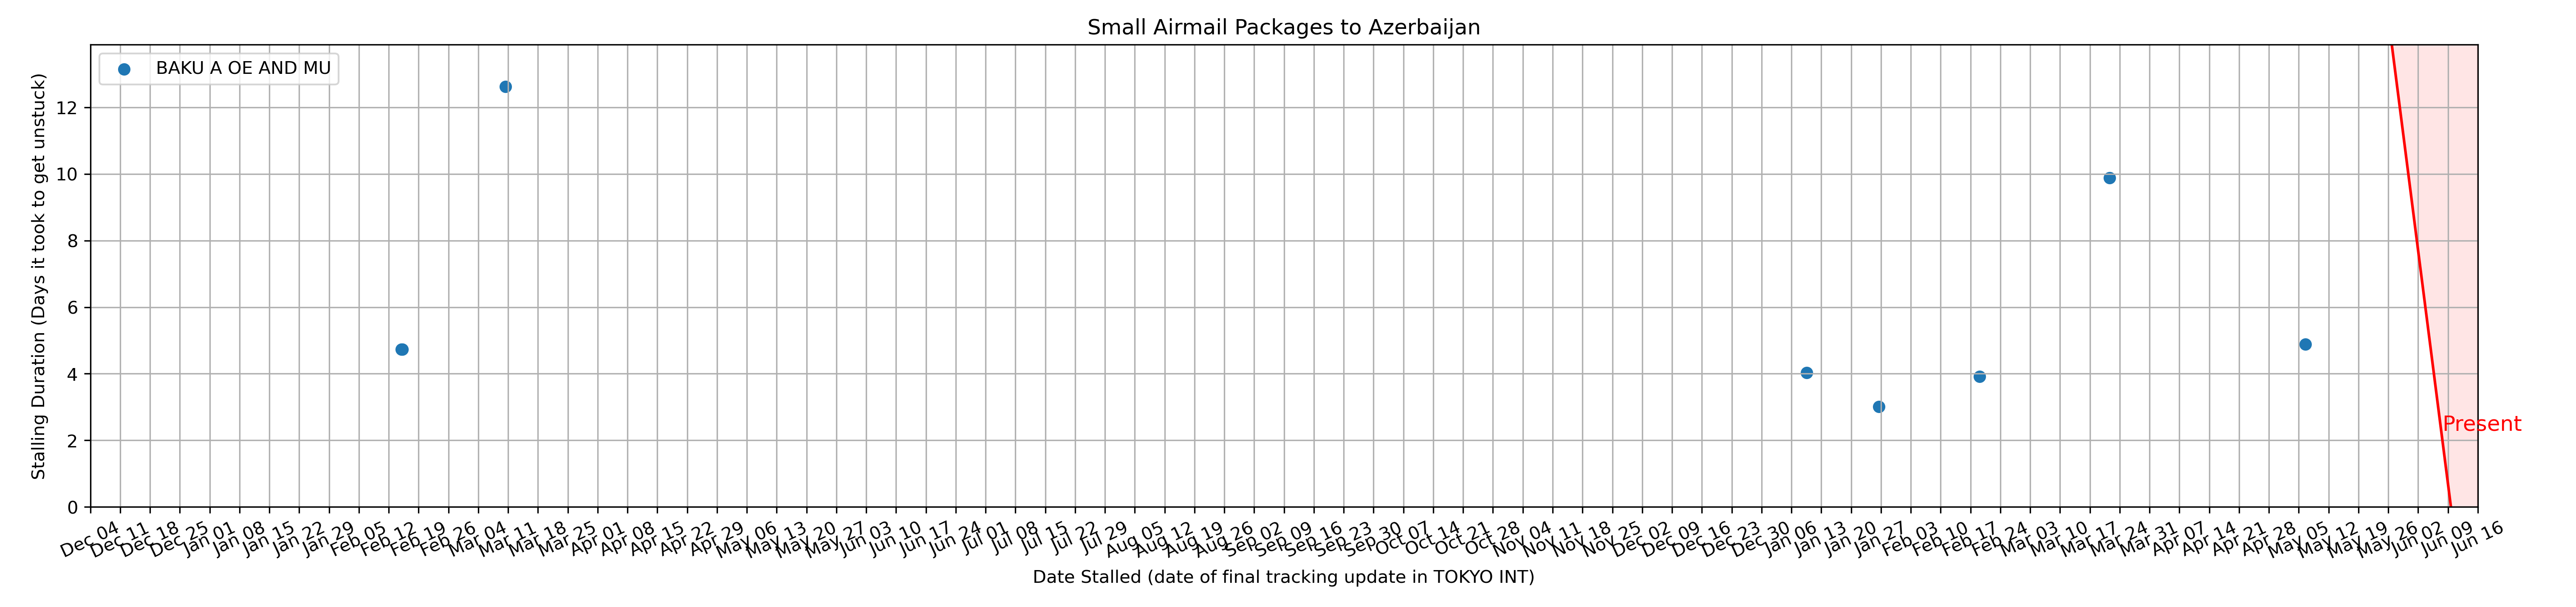 Small Airmail Packages to Azerbaijan
BAKU A OE AND MU
Stalling Duration (Days it took to get unstuck)
12
10
8
6
4
2
0
Present
Dec 04 Dec 11 Dec 18 Dec 25 Jan 01 Jan 08 Jan 15 Jan 22 Jan 29 Feb 05 Feb 12 Feb 19 Feb 26 Mar 04 Mar 11 Mar 18 Mar 25 Apr 01 Apr 08 Apr 15 Apr 22 Apr 29 May 06 May 13 May 20 May 27 Jun 03 Jun 10 Jun 17 Jun 24 Jul 01 Jul 08 Jul 15 Jul 22 Jul 29 Aug 05 Aug 12 Aug 19 Aug 26 Sep 02 Sep 09 Sep 16 Sep 23 Sep 30 Oct 07 Oct 14 Oct 21 Oct 28 Nov 04 Nov 11 Nov 18 Nov 25 Dec 02 Dec 09 Dec 16 Dec 23 Dec 30 Jan 06 Jan 13 Jan 20 Jan 27 Feb 03 Feb 10 Feb 17 Feb 24 Mar 03 Mar 10 Mar 17 Mar 24 Mar 31 Apr 07 Apr 14 Apr 21 Apr 28 May 05 May 12 May 19 May 26 Jun 02 Jun 09 Jun 16
Date Stalled (date of final tracking update in TOKYO INT)